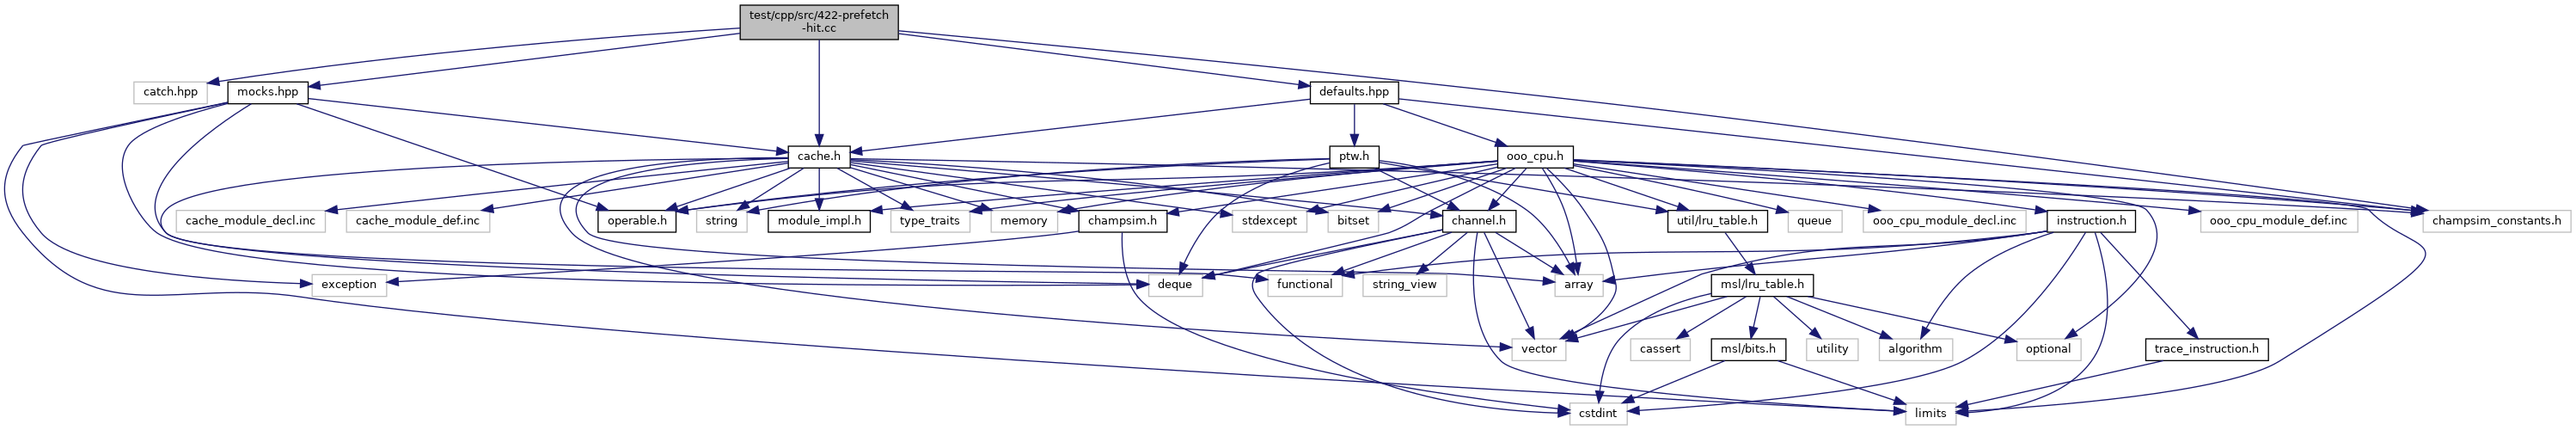 test/cpp/src/422-prefetch
-hit.cc
catch.hpp
mocks.hpp
defaults.hpp
cache.h
ptw.h
ooo_cpu.h
cache_module_decl.inc
cache_module_def.inc
operable.h
string
module_impl.h
type_traits
memory
champsim.h
stdexcept
bitset
channel.h
util/lru_table.h
queue
ooo_cpu_module_decl.inc
instruction.h
ooo_cpu_module_def.inc
champsim_constants.h
exception
deque
functional
string_view
array
msl/lru_table.h
vector
cassert
msl/bits.h
utility
algorithm
optional
trace_instruction.h
cstdint
limits